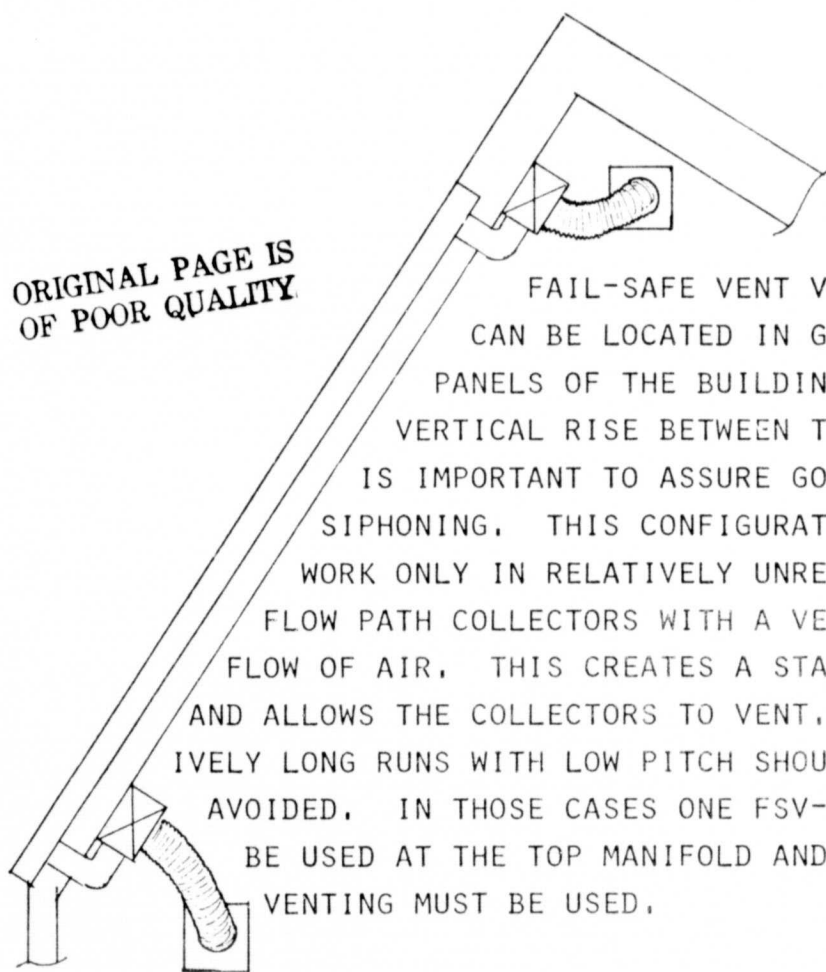 ORIGINAL PAGE IS
OF POOR QUALITY
FAIL-SAFE VENT V
CAN BE LOCATED IN G
PANELS OF THE BUILDIN
VERTICAL RISE BETWEEN T
IS IMPORTANT TO ASSURE GO
SIPHONING. THIS CONFIGURAT
WORK ONLY IN RELATIVELY UNRE
FLOW PATH COLLECTORS WITH A VE
FLOW OF AIR. THIS CREATES A STA
AND ALLOWS THE COLLECTORS TO VENT.
IVELY LONG RUNS WITH LOW PITCH SHOU
AVOIDED. IN THOSE CASES ONE FSV-
BE USED AT THE TOP MANIFOLD AND
VENTING MUST BE USED.